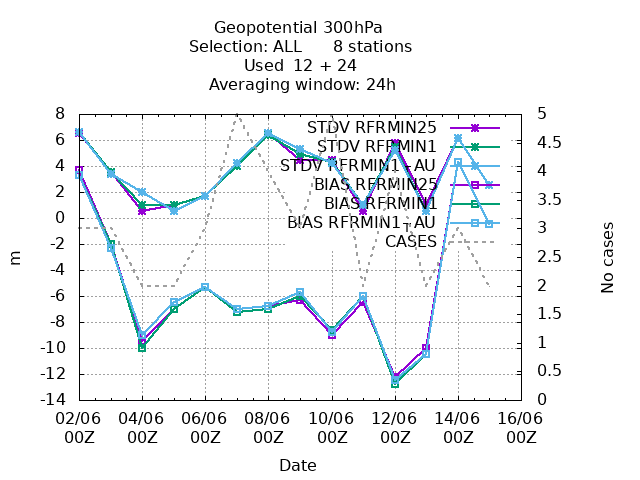 Geopotential 300hPa
Selection: ALL 8 stations
Used 12 + 24
Averaging window: 24h
8
6
4
2
0
-2
-4
-6
-8
-10
-12
-14
m
STDV RFRMIN25
STDV RFRMIN1
STDV RFRMIN1-AU
BIAS RFRMIN25
BIAS RFRMIN1
BIAS RFRMIN1-AU
CASES
5
4.5
4
3.5
3
2.5
2
1.5
1
0.5
0
No cases
02/06 04/06 06/06 08/06 10/06 12/06 14/06 16/06
00Z 00Z 00Z 00Z 00Z 00Z 00Z 00Z
Date